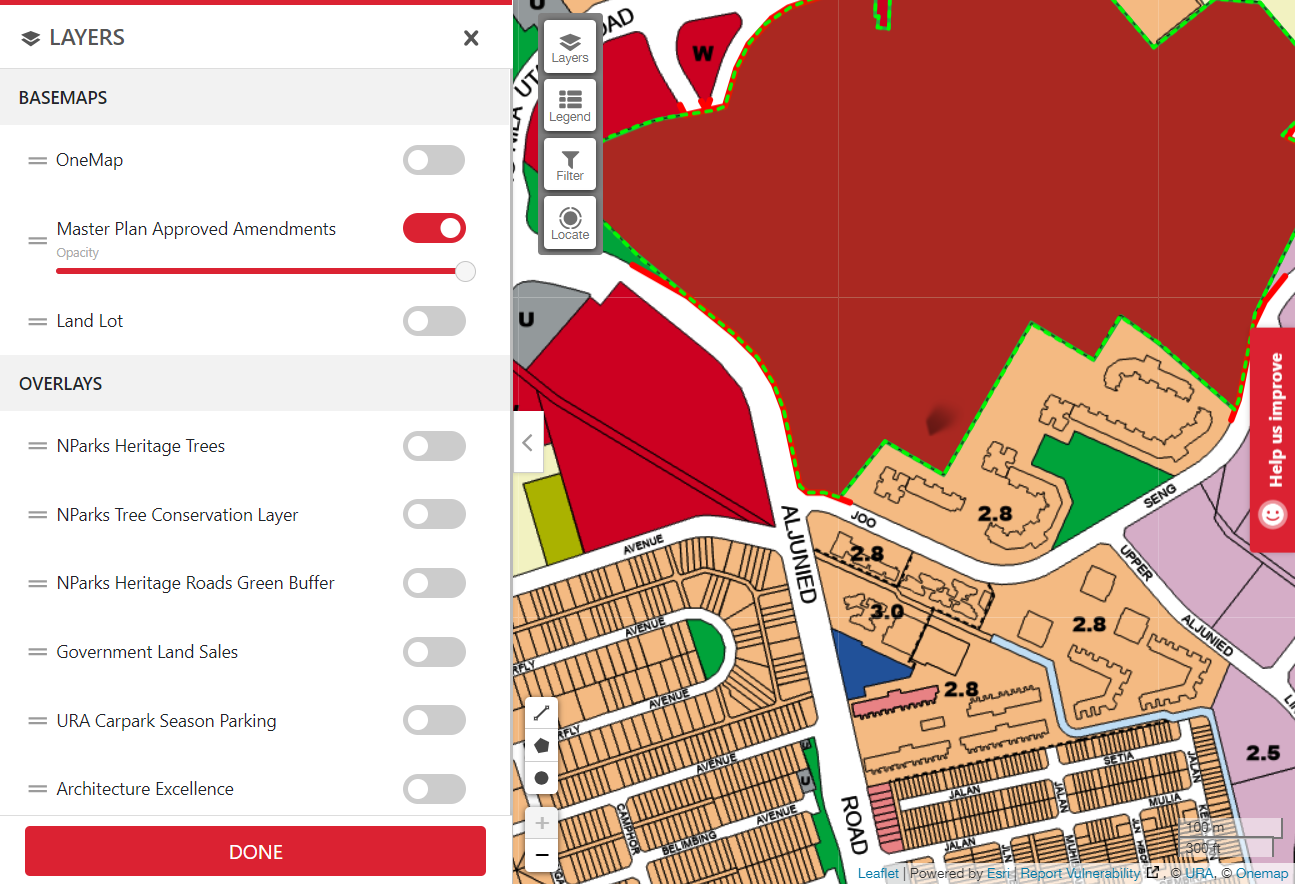 LAYERS
BASEMAPS
OneMap
Master Plan Approved Amendments
Opacity
Land Lot
OVERLAYS
NParks Heritage Trees
NParks Tree Conservation Layer
NParks Heritage Roads Green Buffer
Government Land Sales
URA Carpark Season Parking
Architecture Excellence
DONE
U
ROAD
W
Layers
Legend
Filter
Locate
U
Help us improve
AVENUE
ALJUNIED
JOO
SENG
2.8
2.8
UPPER
3.0
2.8
ALJUNIED
AVENUE
AVENUE
2.8
2.5
AVENUE
U
SETIA
JALAN
JALAN
JALAN
MULIA
CAMPHOR
BELIMBING
AVENUE
ROAD
JALAN
JLN
100 m
300 ft
Leaflet | Powered by Esri | Report Vulnerability , © URA, © Onemap